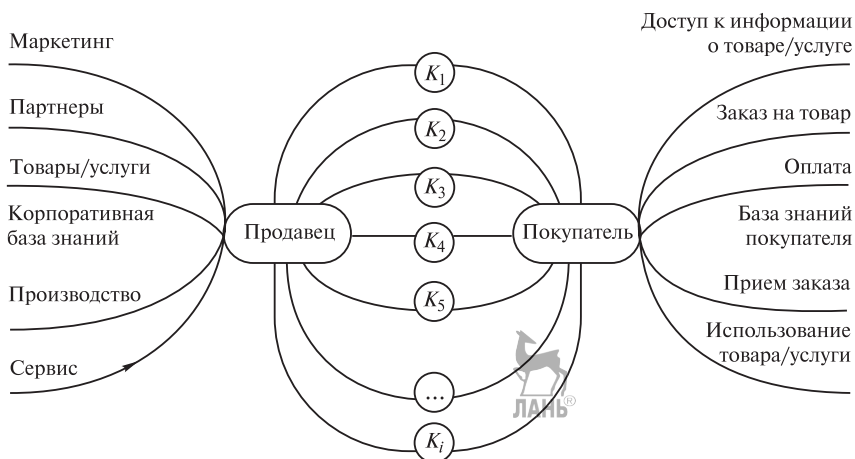 Маркетинг
Партнеры
Товары/услуги
Корпоративная
база знаний
Производство
Сервис
Продавец
K1
K2
K3
K4
K5
...
Ki
Покупатель
Доступ к информации
о товаре/услуге
Заказ на товар
Оплата
База знаний
покупателя
Прием заказа
Использование
товара/услуги
ЛАНЬ®